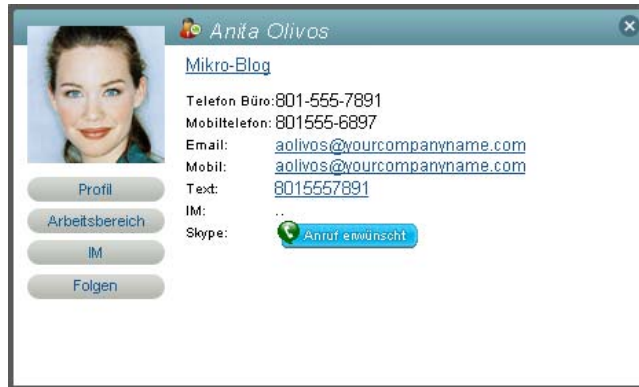 Anita Olivos
Mikro-Blog
Telefon Büro:801-555-7891
Mobiltelefon:801555-6897
Email: aolivos@yourcompanyname.com
Mobil: aolivos@yourcompanyname.com
Text: 8015557891
IM: ..
Skype: Anruf erwünscht
Profil
Arbeitsbereich
IM
Folgen